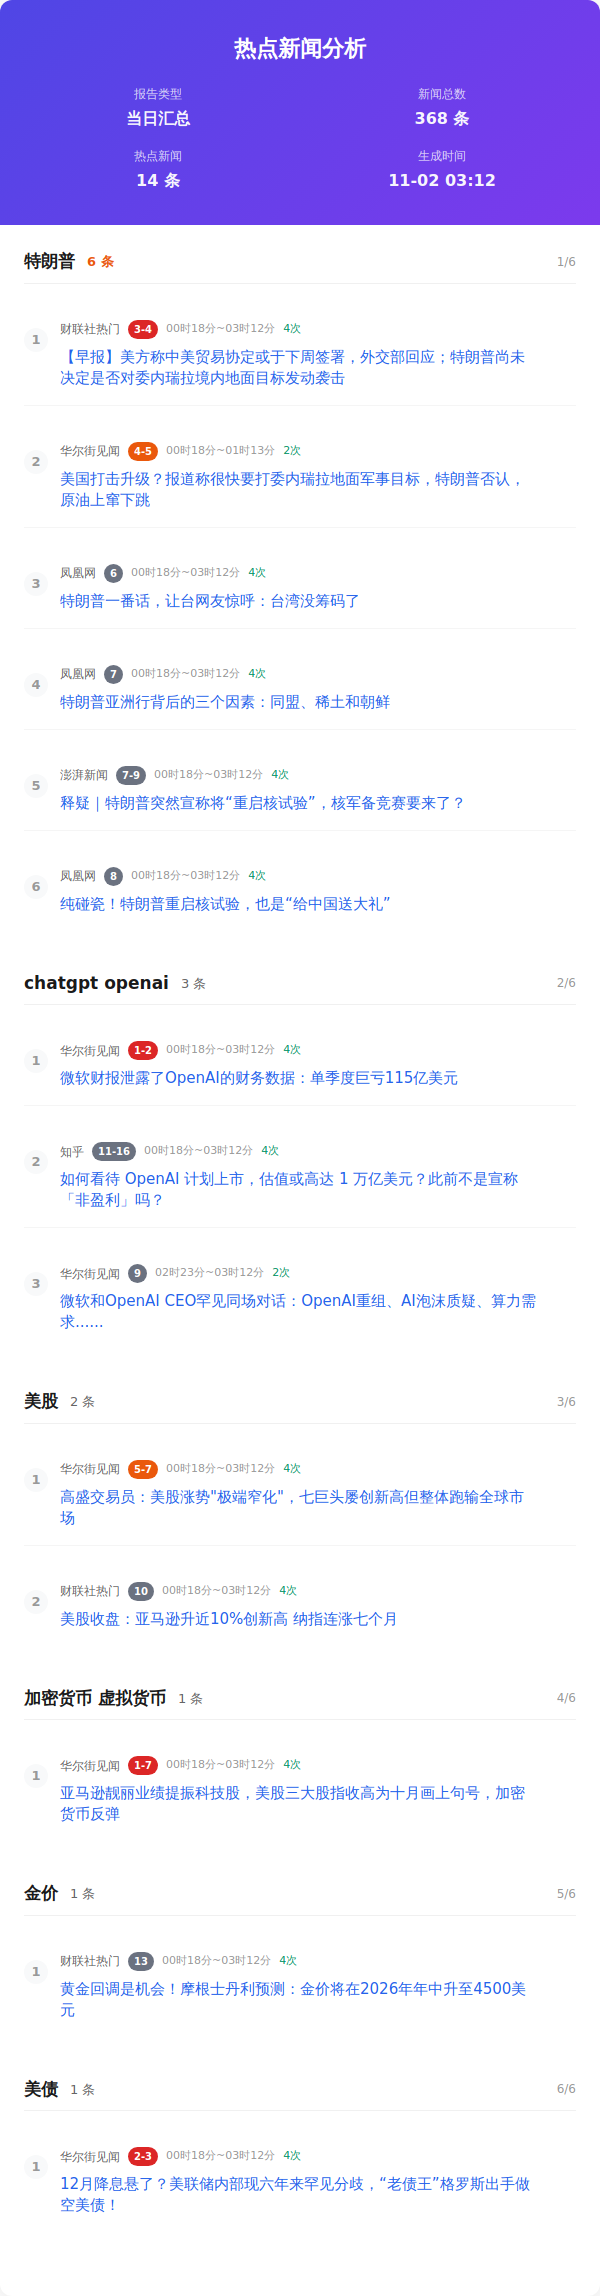 热点新闻分析
报告类型
新闻总数
当日汇总
368 条
热点新闻
生成时间
14 条
11-02 03:12
特朗普 6 条 1/6
1
财联社热门 3-4 00时18分~03时12分 4次
【早报】美方称中美贸易协定或于下周签署，外交部回应；特朗普尚未
决定是否对委内瑞拉境内地面目标发动袭击
2
华尔街见闻 4-5 00时18分~01时13分 2次
美国打击升级？报道称很快要打委内瑞拉地面军事目标，特朗普否认，
原油上窜下跳
3
凤凰网 6 00时18分~03时12分 4次
特朗普一番话，让台网友惊呼：台湾没筹码了
4
凤凰网 7 00时18分~03时12分 4次
特朗普亚洲行背后的三个因素：同盟、稀土和朝鲜
5
澎湃新闻 7-9 00时18分~03时12分 4次
释疑｜特朗普突然宣称将“重启核试验”，核军备竞赛要来了？
6
凤凰网 8 00时18分~03时12分 4次
纯碰瓷！特朗普重启核试验，也是“给中国送大礼”
chatgpt openai 3 条 2/6
1
华尔街见闻 1-2 00时18分~03时12分 4次
微软财报泄露了OpenAI的财务数据：单季度巨亏115亿美元
2
知乎 11-16 00时18分~03时12分 4次
如何看待 OpenAI 计划上市，估值或高达 1 万亿美元？此前不是宣称
「非盈利」吗？
3
华尔街见闻 9 02时23分~03时12分 2次
微软和OpenAI CEO罕见同场对话：OpenAI重组、AI泡沫质疑、算力需
求……
美股 2 条 3/6
1
华尔街见闻 5-7 00时18分~03时12分 4次
高盛交易员：美股涨势"极端窄化"，七巨头屡创新高但整体跑输全球市
场
2
财联社热门 10 00时18分~03时12分 4次
美股收盘：亚马逊升近10%创新高 纳指连涨七个月
加密货币 虚拟货币 1 条 4/6
1
华尔街见闻 1-7 00时18分~03时12分 4次
亚马逊靓丽业绩提振科技股，美股三大股指收高为十月画上句号，加密
货币反弹
金价 1 条 5/6
1
财联社热门 13 00时18分~03时12分 4次
黄金回调是机会！摩根士丹利预测：金价将在2026年年中升至4500美
元
美债 1 条 6/6
1
华尔街见闻 2-3 00时18分~03时12分 4次
12月降息悬了？美联储内部现六年来罕见分歧，“老债王”格罗斯出手做
空美债！